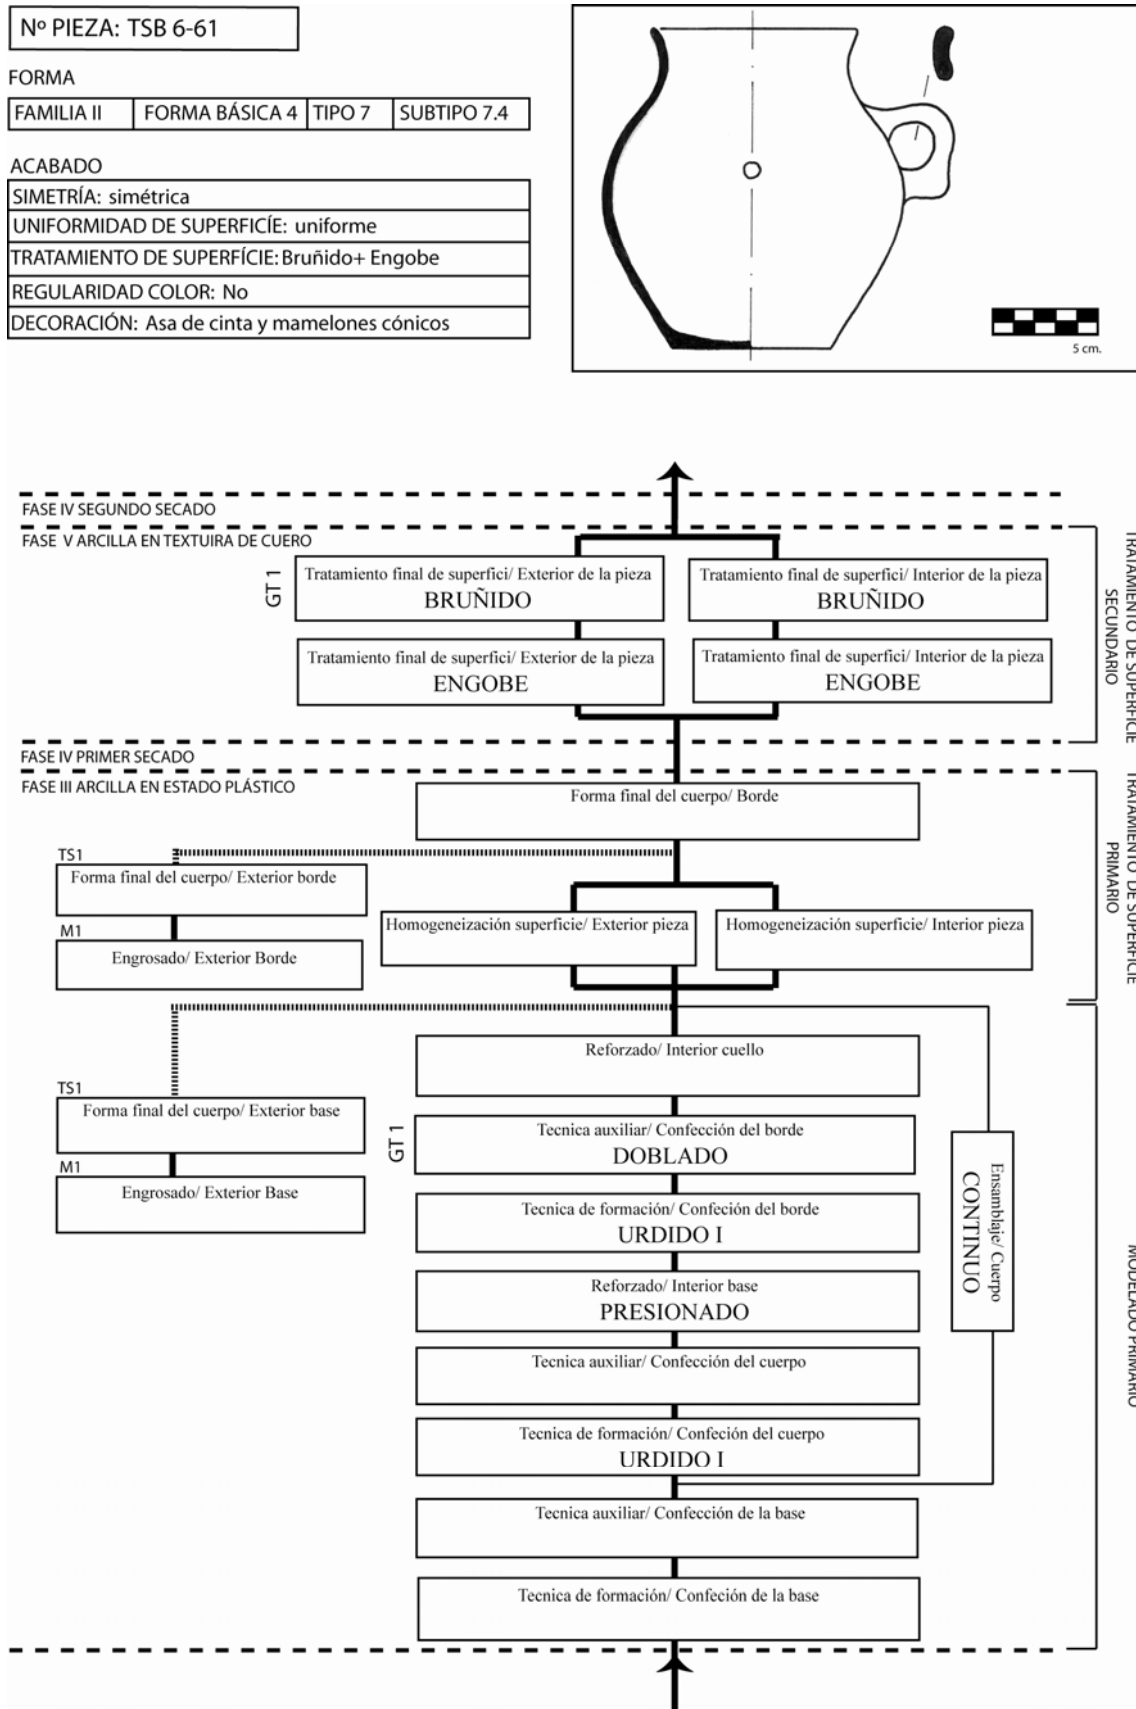 Nº PIEZA: TSB 6-61
FORMA
FAMILIA II FORMA BÁSICA 4 TIPO 7 SUBTIPO 7.4
ACABADO
SIMETRÍA: simétrica
UNIFORMIDAD DE SUPERFICÍE: uniforme
TRATAMIENTO DE SUPERFÍCIE: Bruñido+ Engobe
REGULARIDAD COLOR: No
DECORACIÓN: Asa de cinta y mamelones cónicos
5 cm.
FASE IV SEGUNDO SECADO
FASE V ARCILLA EN TEXTUIRA DE CUERO
GT 1
Tratamiento final de superfici/ Exterior de la pieza
BRUÑIDO
Tratamiento final de superfici/ Interior de la pieza
BRUÑIDO
Tratamiento final de superfici/ Exterior de la pieza
ENGOBE
Tratamiento final de superfici/ Interior de la pieza
ENGOBE
TRATAMIENTO DE SUPERFICIE
SECUNDARIO
FASE IV PRIMER SECADO
FASE III ARCILLA EN ESTADO PLÁSTICO
Forma final del cuerpo/ Borde
TS1
Forma final del cuerpo/ Exterior borde
M1
Engrosado/ Exterior Borde
Homogeneización superficie/ Exterior pieza
Homogeneización superficie/ Interior pieza
TRATAMIENTO DE SUPERFICIE
PRIMARIO
Reforzado/ Interior cuello
TS1
Forma final del cuerpo/ Exterior base
M1
Engrosado/ Exterior Base
GT 1
Tecnica auxiliar/ Confección del borde
DOBLADO
Tecnica de formación/ Confeción del borde
URDIDO I
Reforzado/ Interior base
PRESIONADO
Tecnica auxiliar/ Confección del cuerpo
Tecnica de formación/ Confeción del cuerpo
URDIDO I
Ensamblaje/ Cuerpo
CONTINUO
Tecnica auxiliar/ Confección de la base
Tecnica de formación/ Confeción de la base
MODELADO PRIMARIO